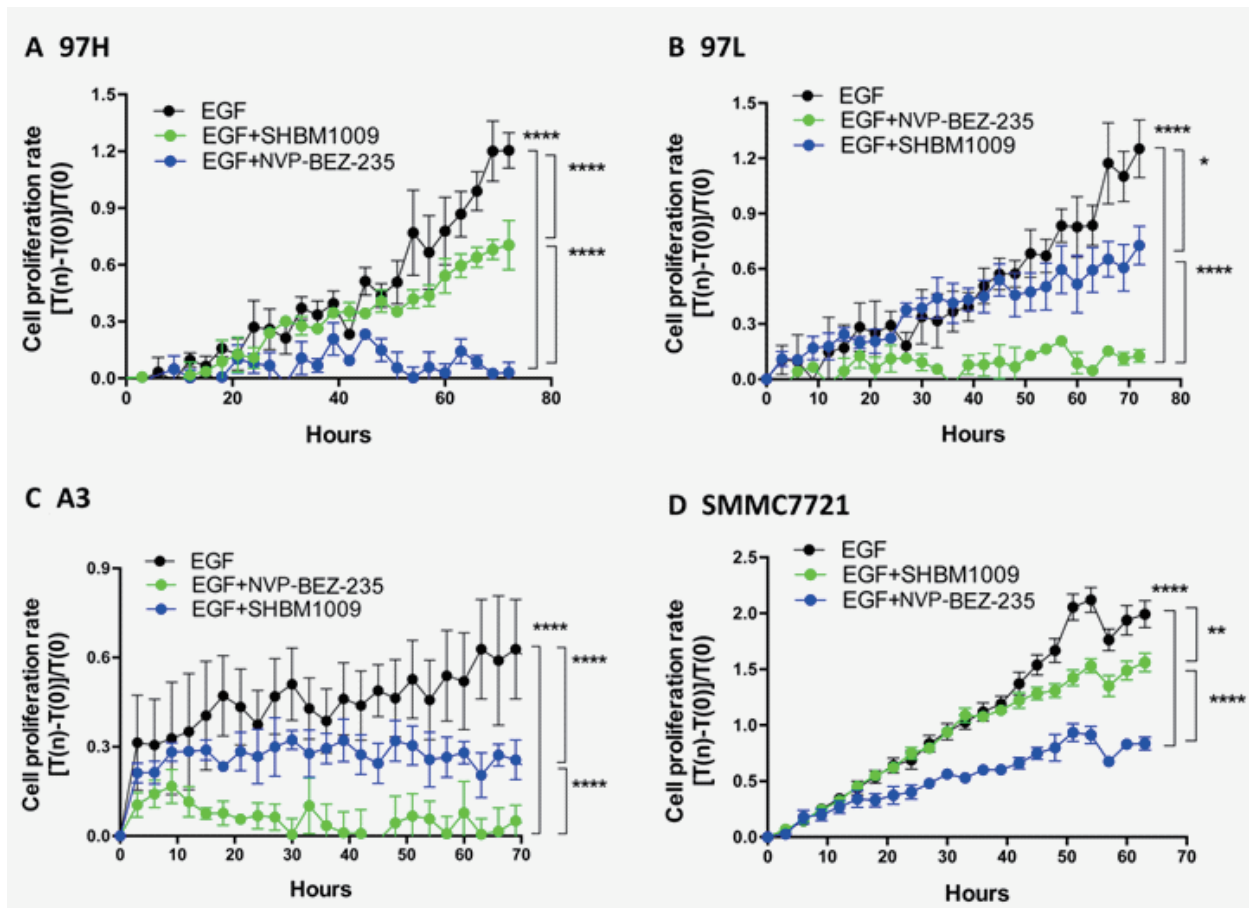 A 97H
EGF
EGF+SHBM1009
EGF+NVP-BEZ-235
Cell proliferation rate
[T(n)-T(0)]/T(0)
1.5
1.2
0.9
0.6
0.3
0.0
0 20 40 60 80
Hours
****
****
****
B 97L
EGF
EGF+NVP-BEZ-235
EGF+SHBM1009
Cell proliferation rate
[T(n)-T(0)]/T(0)
1.5
1.2
0.9
0.6
0.3
0.0
0 10 20 30 40 50 60 70 80
Hours
****
*
****
C A3
EGF
EGF+NVP-BEZ-235
EGF+SHBM1009
Cell proliferation rate
[T(n)-T(0)]/T(0)
0.9
0.6
0.3
0.0
0 10 20 30 40 50 60 70
Hours
****
****
****
D SMMC7721
EGF
EGF+SHBM1009
EGF+NVP-BEZ-235
Cell proliferation rate
[T(n)-T(0)]/T(0)
2.5
2.0
1.5
1.0
0.5
0.0
0 10 20 30 40 50 60 70
Hours
****
**
****